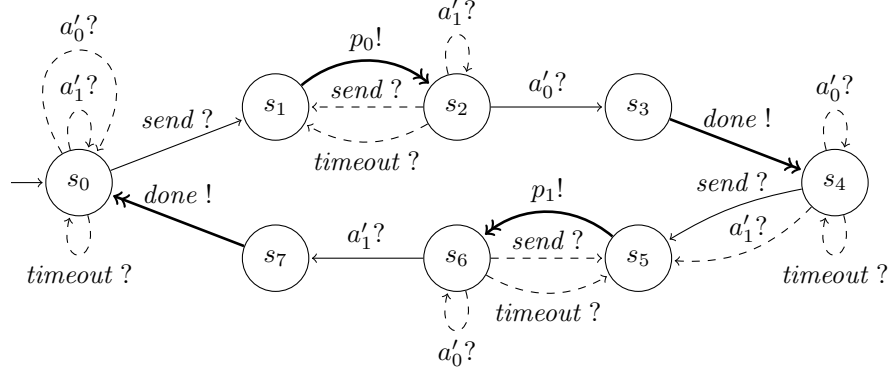 a′₀?
a′₁?
p₀!
a′₁?
send ?
s₁
send ?
s₂
a′₀?
s₃
done !
a′₀?
timeout ?
s₀
done !
send ?
s₄
p₁!
a′₁?
timeout ?
s₇
a′₁?
s₆
send ?
s₅
timeout ?
timeout ?
a′₀?